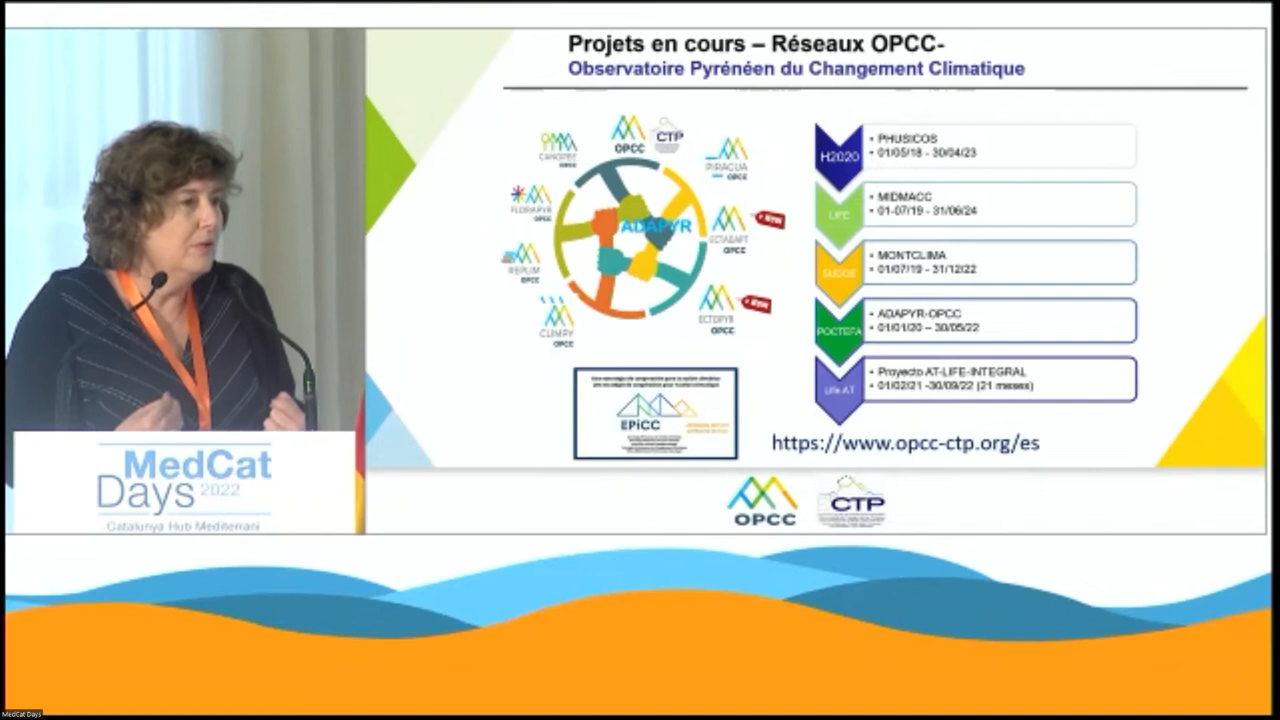 Projets en cours – Réseaux OPCC-
Observatoire Pyrénéen du Changement Climatique
OPCC
CTP
CANOPEE
OPCC
PIRAGUA
OPCC
FLORAPYR
OPCC
ADAPYR
ECTADAPT
OPCC
New
REPLIM
OPCC
ECTOPYR
OPCC
New
CLIMPY
OPCC
H2020
• PHUSICOS
• 01/05/18 - 30/04/23
LIFE
• MIDMACC
• 01-07/19 - 31/06/24
SUDOE
• MONTCLIMA
• 01/07/19 - 31/12/22
POCTEFA
• ADAPYR-OPCC
• 01/01/20 – 30/05/22
Life AT
• Proyecto AT-LIFE-INTEGRAL
• 01/02/21 -30/09/22 (21 meses)
EPiCC
https://www.opcc-ctp.org/es
OPCC
CTP
MedCat
Days 2022
Catalunya Hub Mediterrani
MedCat Days